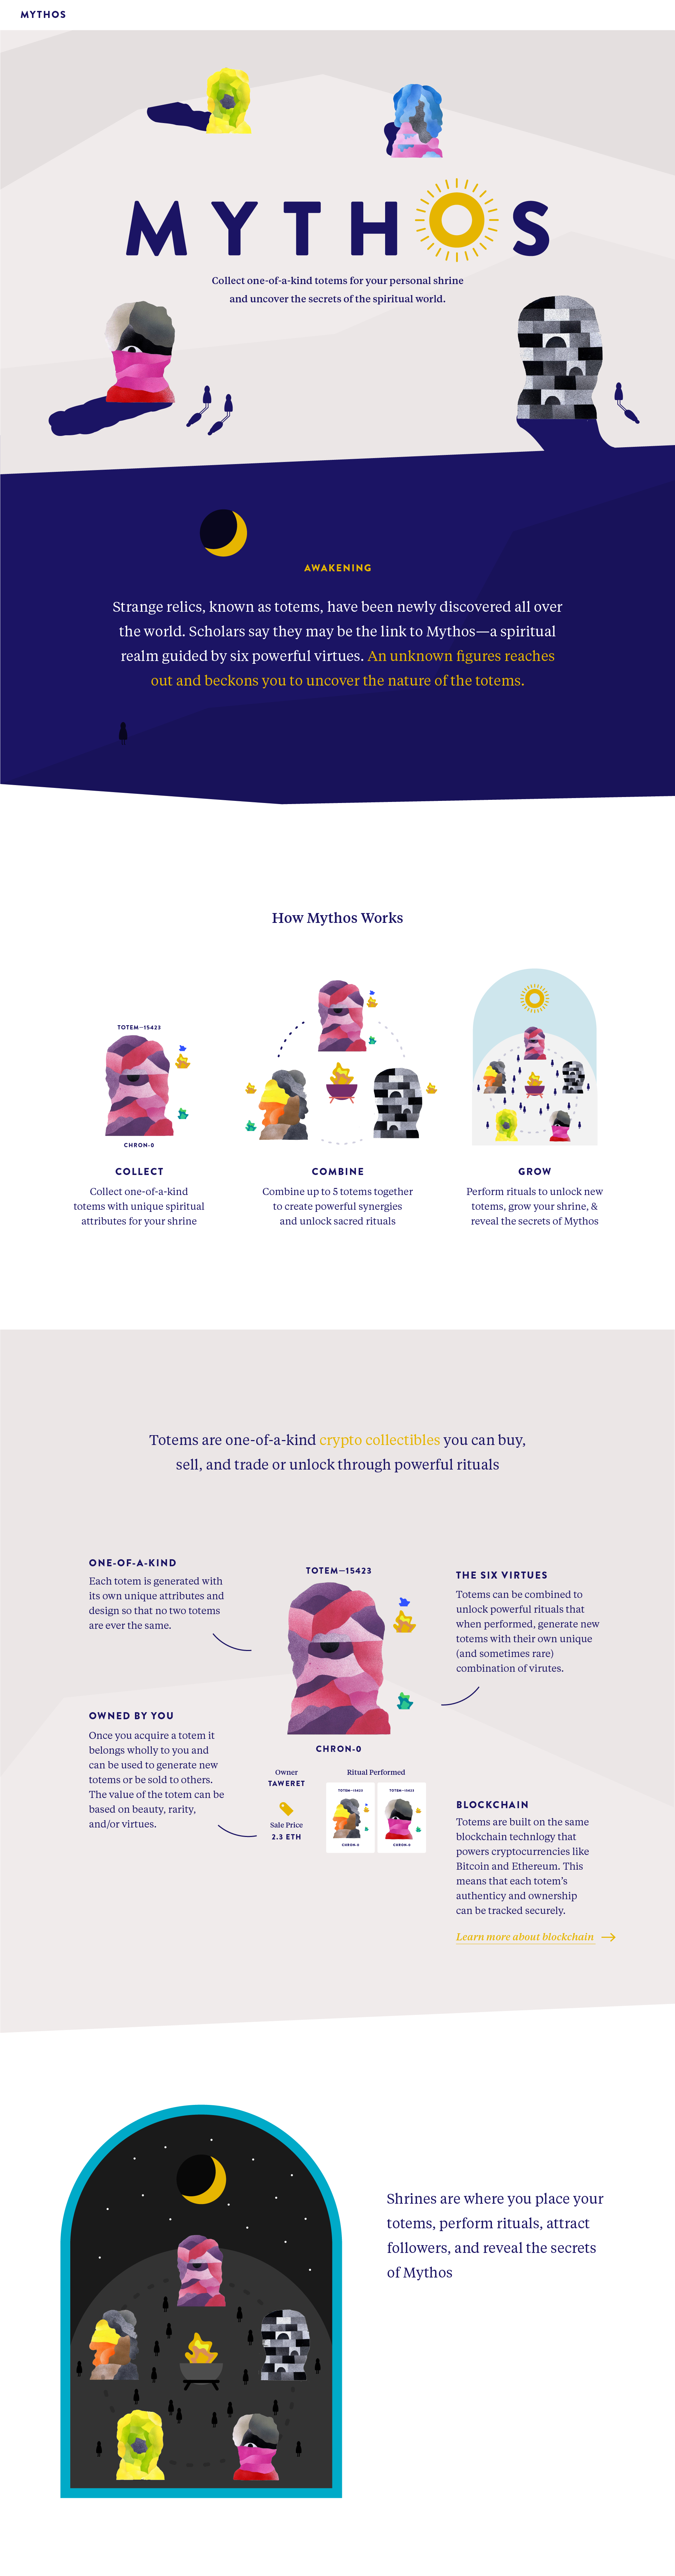 MYTHOS
MYTHOS
Collect one-of-a-kind totems for your personal shrine
and uncover the secrets of the spiritual world.
AWAKENING
Strange relics, known as totems, have been newly discovered all over
the world. Scholars say they may be the link to Mythos—a spiritual
realm guided by six powerful virtues. An unknown figures reaches
out and beckons you to uncover the nature of the totems.
How Mythos Works
TOTEM—15423
CHRON-0
COLLECT
Collect one-of-a-kind
totems with unique spiritual
attributes for your shrine
COMBINE
Combine up to 5 totems together
to create powerful synergies
and unlock sacred rituals
GROW
Perform rituals to unlock new
totems, grow your shrine, &
reveal the secrets of Mythos
Totems are one-of-a-kind crypto collectibles you can buy,
sell, and trade or unlock through powerful rituals
ONE-OF-A-KIND
Each totem is generated with
its own unique attributes and
design so that no two totems
are ever the same.
OWNED BY YOU
Once you acquire a totem it
belongs wholly to you and
can be used to generate new
totems or be sold to others.
The value of the totem can be
based on beauty, rarity,
and/or virtues.
TOTEM—15423
CHRON-0
Owner
TAWERET
Sale Price
2.3 ETH
Ritual Performed
TOTEM—15423
CHRON-0
TOTEM—15423
CHRON-0
THE SIX VIRTUES
Totems can be combined to
unlock powerful rituals that
when performed, generate new
totems with their own unique
(and sometimes rare)
combination of virutes.
BLOCKCHAIN
Totems are built on the same
blockchain technlogy that
powers cryptocurrencies like
Bitcoin and Ethereum. This
means that each totem's
authenticy and ownership
can be tracked securely.
Learn more about blockchain
Shrines are where you place your
totems, perform rituals, attract
followers, and reveal the secrets
of Mythos